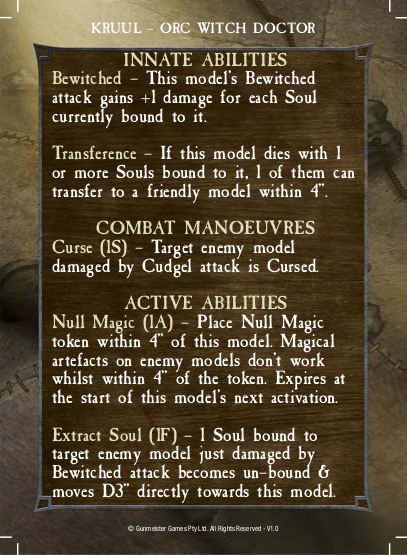 KRUUL - ORC WITCH DOCTOR
INNATE ABILITIES
Bewitched - This model's Bewitched
attack gains +1 damage for each Soul
currently bound to it.
Transference - If this model dies with 1
or more Souls bound to it, 1 of them can
transfer to a friendly model within 4".
COMBAT MANOEUVRES
Curse (1S) - Target enemy model
damaged by Cudgel attack is Cursed.
ACTIVE ABILITIES
Null Magic (1A) - Place Null Magic
token within 4" of this model. Magical
artefacts on enemy models don't work
whilst within 4" of the token. Expires at
the start of this model's next activation.
Extract Soul (1F) - 1 Soul bound to
target enemy model just damaged by
Bewitched attack becomes un-bound &
moves D3" directly towards this model.
© Gunmeister Games Pty Ltd. All Rights Reserved - V1.0